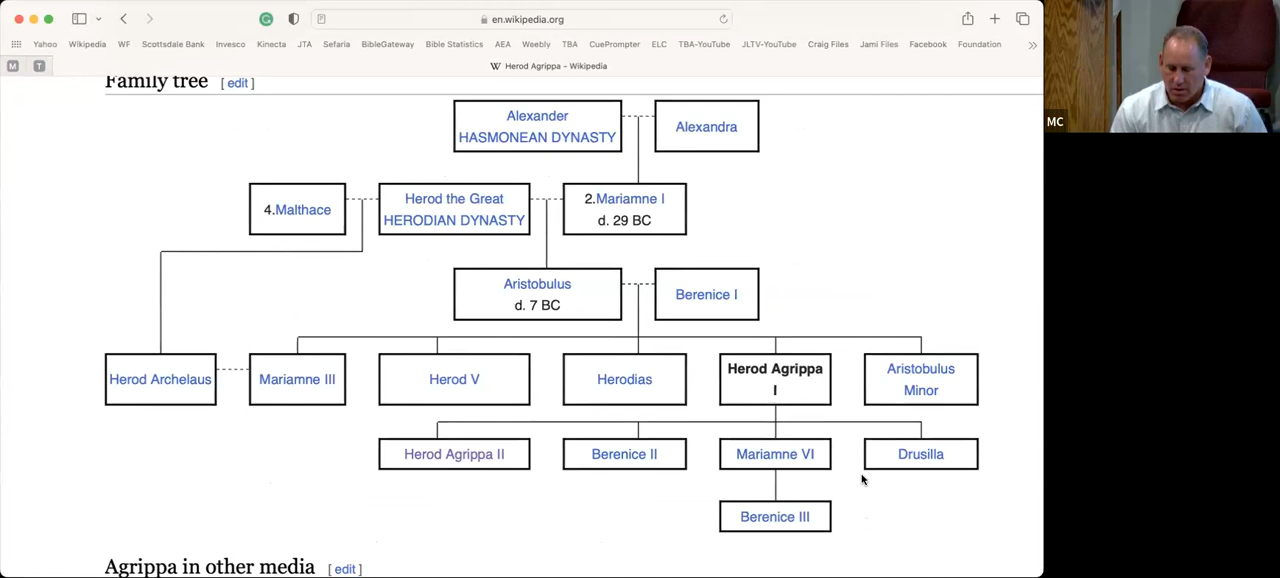 en.wikipedia.org
Yahoo Wikipedia WF Scottsdale Bank Invesco Kinecta JTA Sefaria BibleGateway Bible Statistics AEA Weebly TBA CuePrompter ELC TBA-YouTube JLTV-YouTube Craig Files Jami Files Facebook Foundation
M T W Herod Agrippa – Wikipedia
Family tree [ edit ]
Alexander
HASMONEAN DYNASTY
Alexandra
4.Malthace
Herod the Great
HERODIAN DYNASTY
2.Mariamne I
d. 29 BC
Aristobulus
d. 7 BC
Berenice I
Herod Archelaus
Mariamne III
Herod V
Herodias
Herod Agrippa
I
Aristobulus
Minor
Herod Agrippa II
Berenice II
Mariamne VI
Drusilla
Berenice III
Agrippa in other media [ edit ]
MC